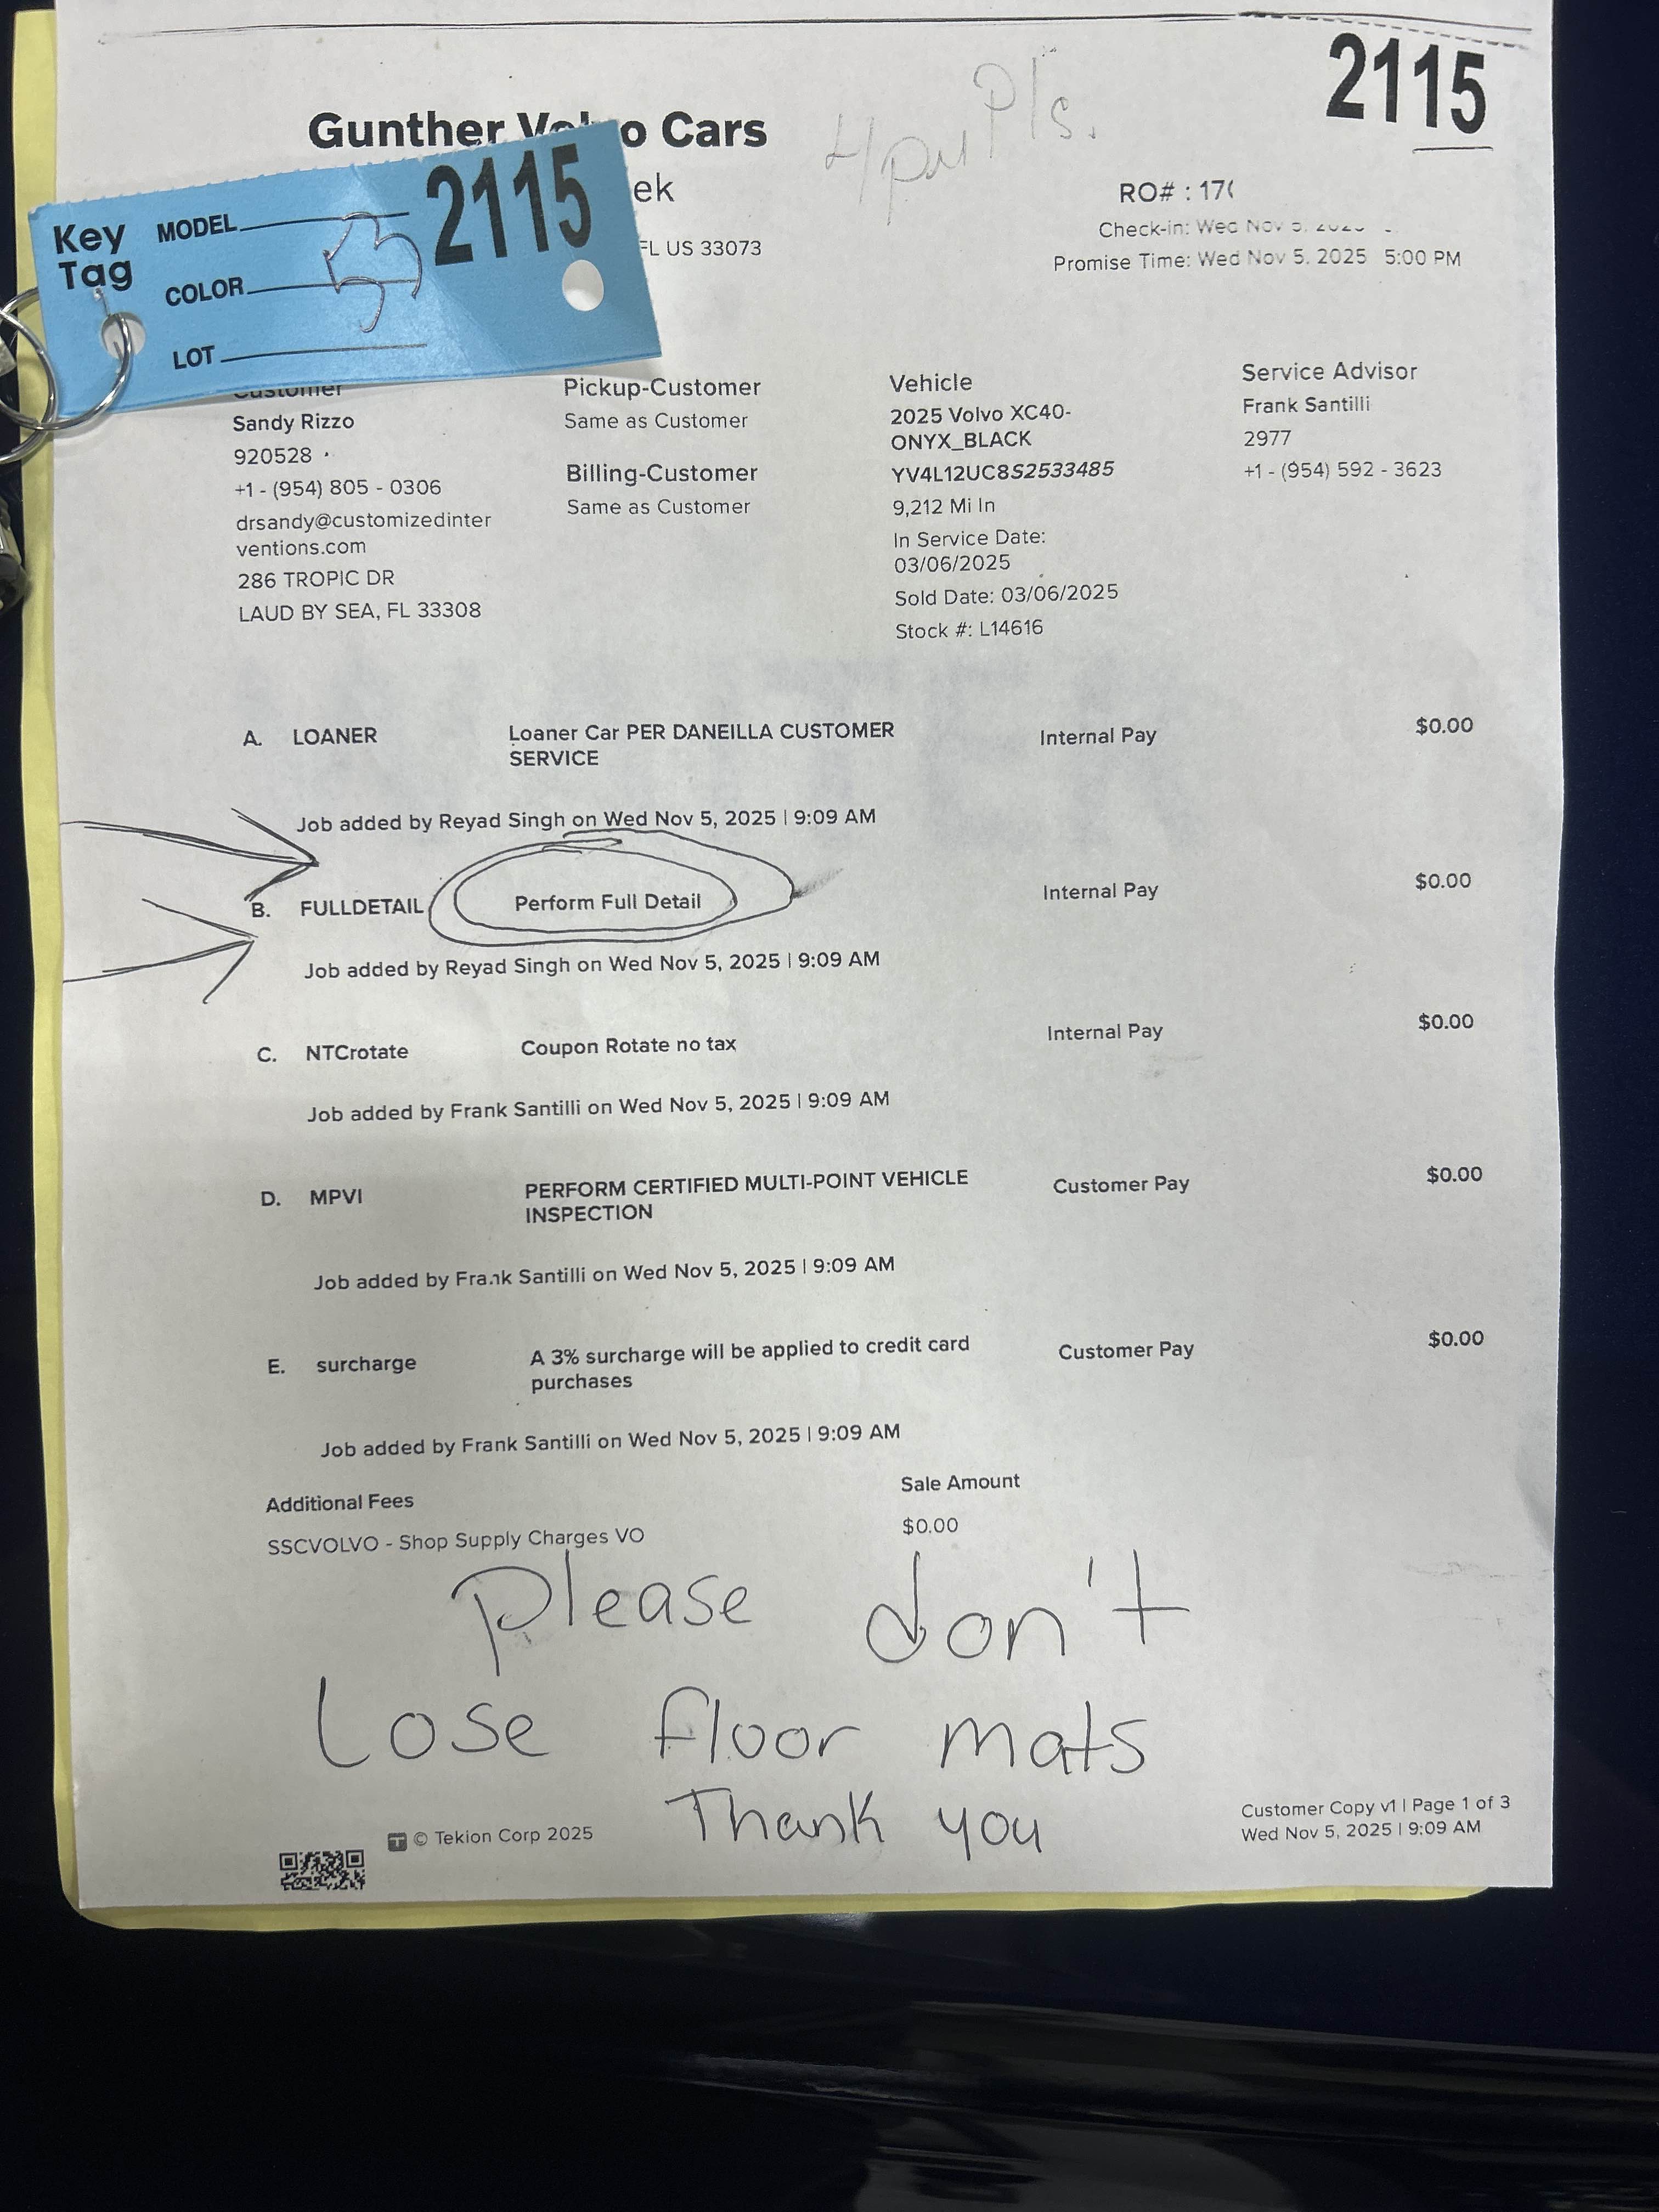 2115
4/pm Pls.
Gunther Volvo Cars
ek
FL US 33073
RO# : 17
Check-in: Wed Nov 5, 2025
Promise Time: Wed Nov 5, 2025 5:00 PM
Key Tag
MODEL
COLOR
LOT
2115
Customer
Sandy Rizzo
920528
+1 - (954) 805 - 0306
drsandy@customizedinter
ventions.com
286 TROPIC DR
LAUD BY SEA, FL 33308
Pickup-Customer
Same as Customer
Billing-Customer
Same as Customer
Vehicle
2025 Volvo XC40-
ONYX_BLACK
YV4L12UC8S2533485
9,212 Mi In
In Service Date:
03/06/2025
Sold Date: 03/06/2025
Stock #: L14616
Service Advisor
Frank Santilli
2977
+1 - (954) 592 - 3623
A. LOANER Loaner Car PER DANEILLA CUSTOMER Internal Pay $0.00
SERVICE
Job added by Reyad Singh on Wed Nov 5, 2025 | 9:09 AM
B. FULLDETAIL Perform Full Detail Internal Pay $0.00
Job added by Reyad Singh on Wed Nov 5, 2025 | 9:09 AM
C. NTCrotate Coupon Rotate no tax Internal Pay $0.00
Job added by Frank Santilli on Wed Nov 5, 2025 | 9:09 AM
D. MPVI PERFORM CERTIFIED MULTI-POINT VEHICLE Customer Pay $0.00
INSPECTION
Job added by Frank Santilli on Wed Nov 5, 2025 | 9:09 AM
E. surcharge A 3% surcharge will be applied to credit card Customer Pay $0.00
purchases
Job added by Frank Santilli on Wed Nov 5, 2025 | 9:09 AM
Additional Fees Sale Amount
SSCVOLVO - Shop Supply Charges VO $0.00
Please don't
Lose floor mats
Thank you
© Tekion Corp 2025
Customer Copy v1 | Page 1 of 3
Wed Nov 5, 2025 | 9:09 AM